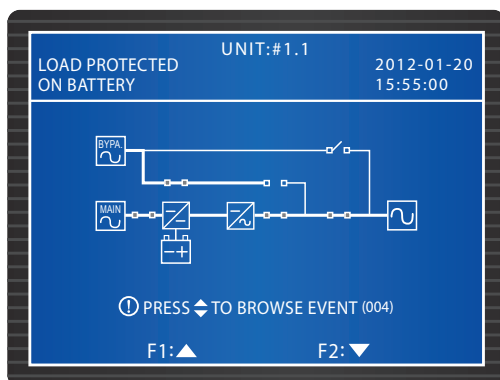 UNIT:#1.1
LOAD PROTECTED
ON BATTERY
2012-01-20
15:55:00
BYPA.
MAIN
PRESS TO BROWSE EVENT (004)
F1:
F2: